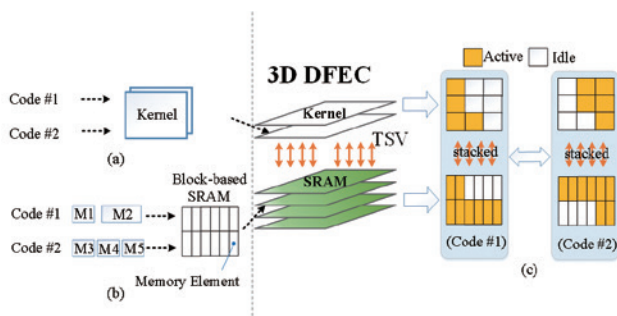 Active
Idle
3D DFEC
Code #1
Code #2
Kernel
(a)
Kernel
TSV
stacked
stacked
Block-based
SRAM
SRAM
Code #1
M1
M2
Code #2
M3
M4
M5
Memory Element
(b)
(Code #1)
(Code #2)
(c)